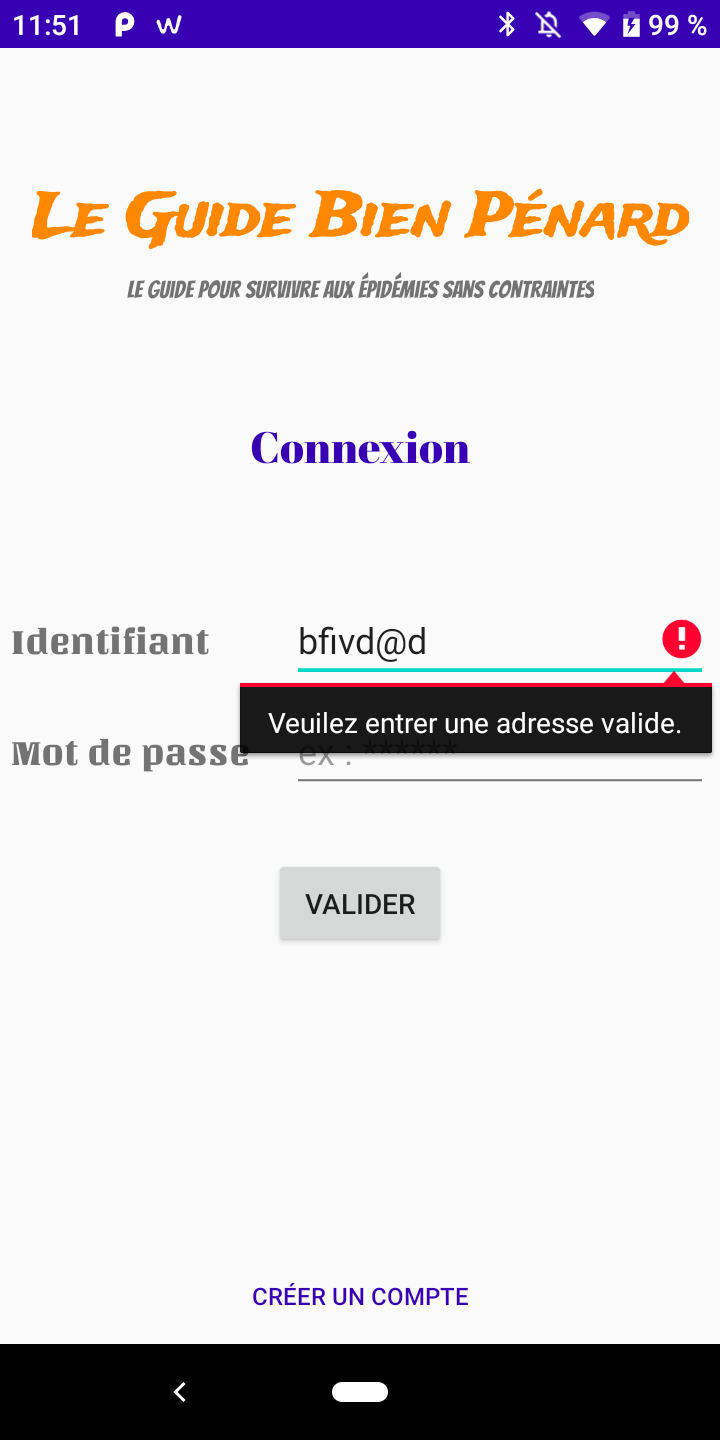 11:51 99 %
Le Guide Bien Pénard
Le guide pour survivre aux épidémies sans contraintes
Connexion
Identifiant bfivd@d
Veuilez entrer une adresse valide.
Mot de passe ex : ******
VALIDER
CRÉER UN COMPTE